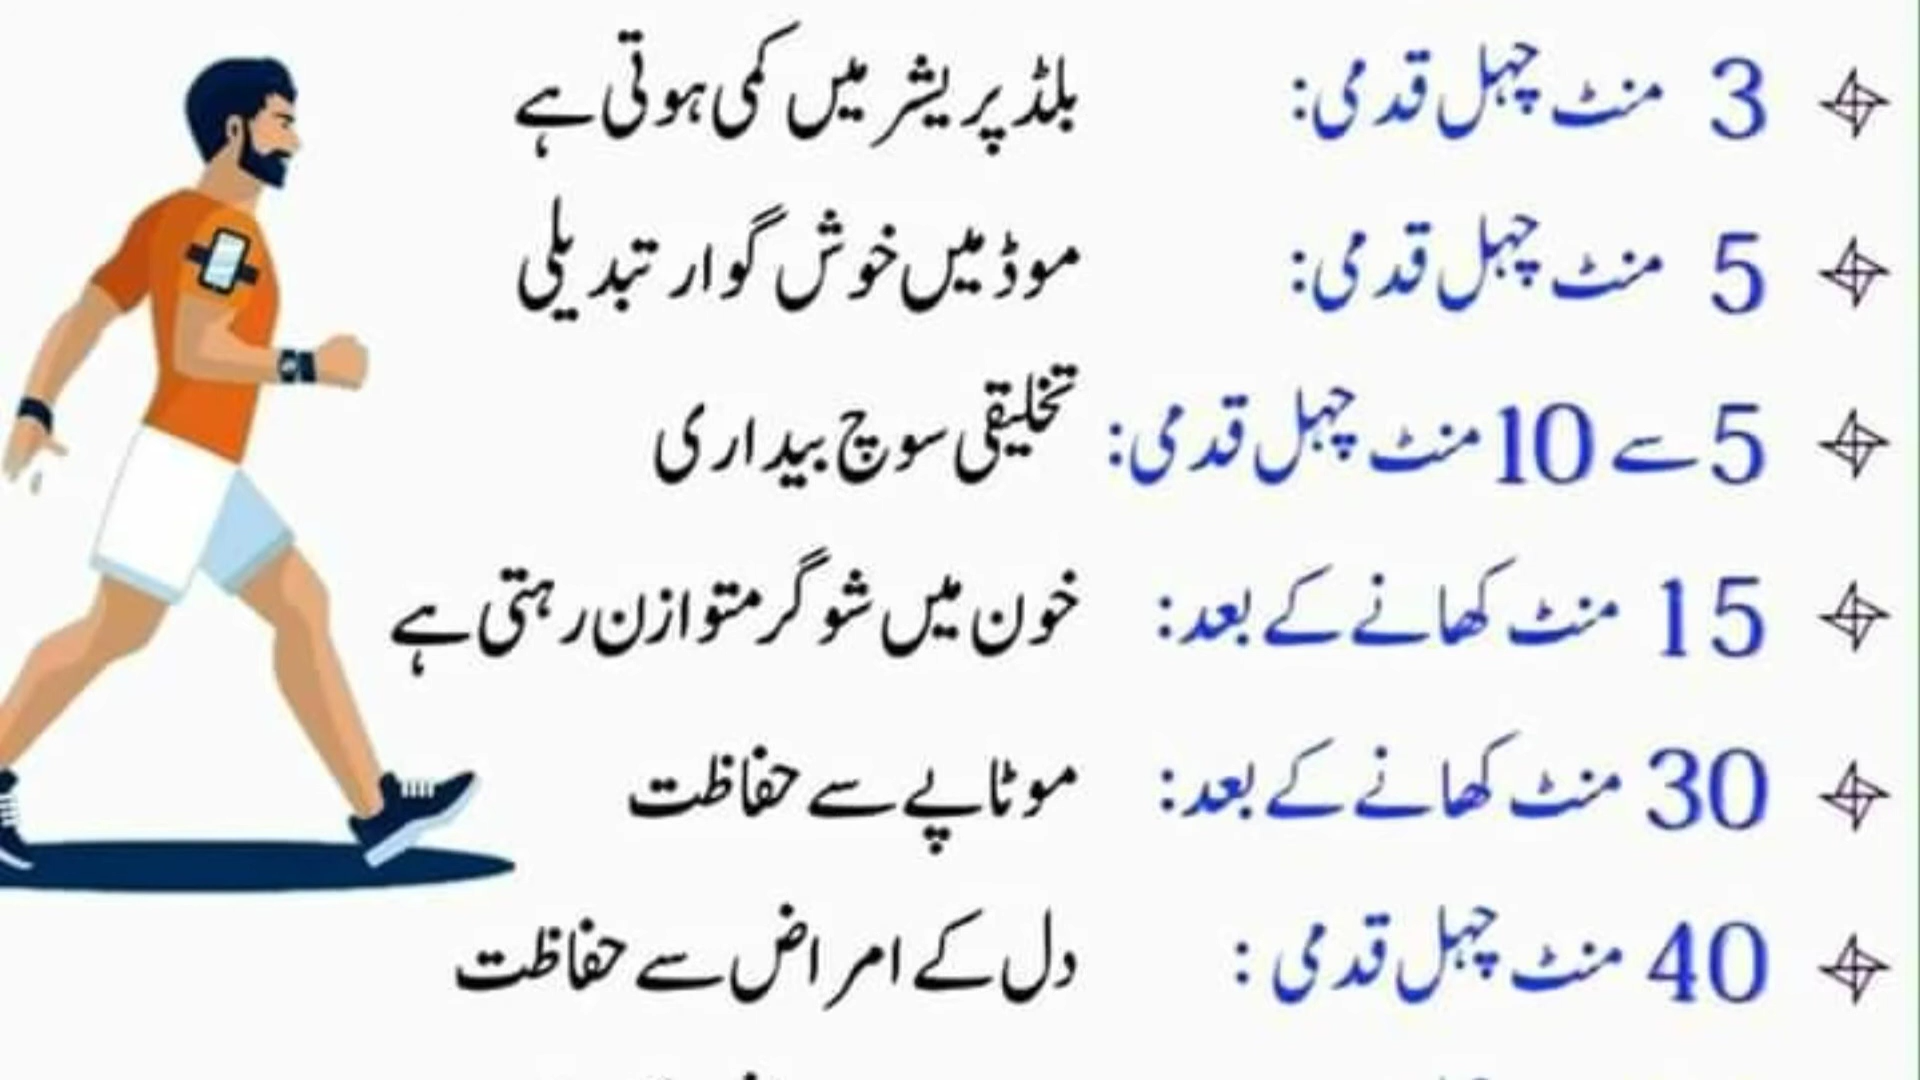 3 منٹ چہل قدمی: بلڈ پریشر میں کمی ہوتی ہے
5 منٹ چہل قدمی: موڈ میں خوش گوار تبدیلی
5 سے 10 منٹ چہل قدمی: تخلیقی سوچ بیداری
15 منٹ کھانے کے بعد: خون میں شوگر متوازن رہتی ہے
30 منٹ کھانے کے بعد: موٹاپے سے حفاظت
40 منٹ چہل قدمی : دل کے امراض سے حفاظت